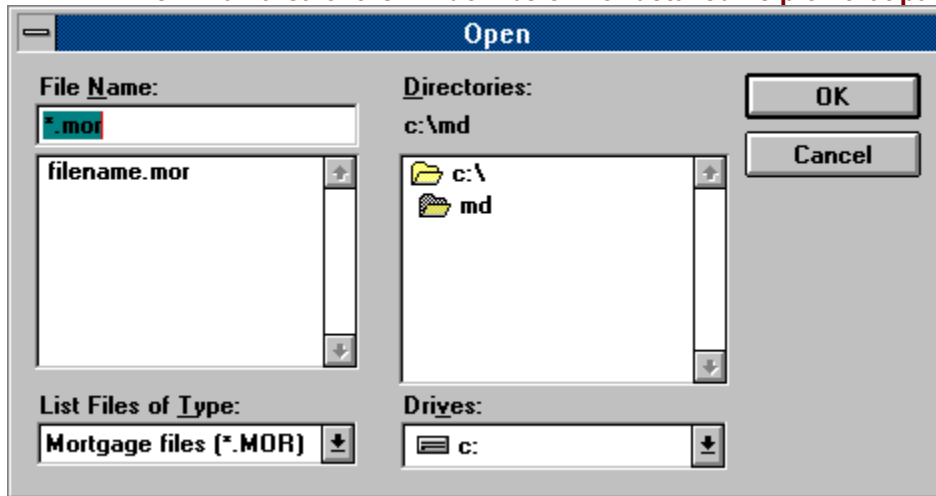 Open
File Name:
*.mor
filename.mor
List Files of Type:
Mortgage files (*.MOR)
Directories:
c:\md
c:\
md
Drives:
c:
OK
Cancel